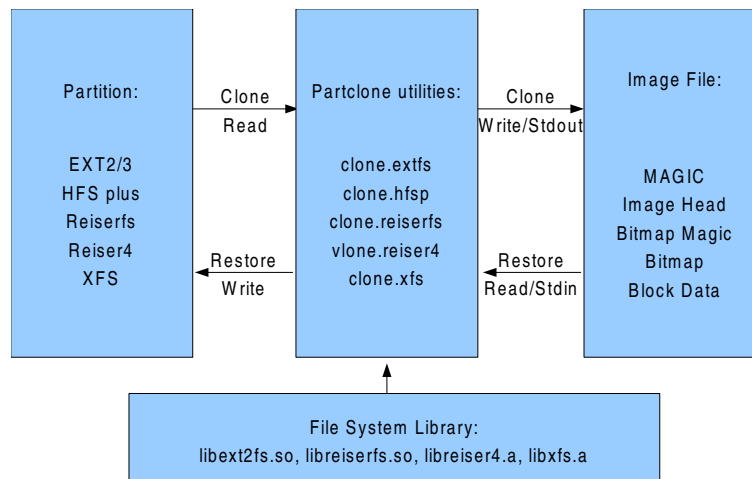 Partition:
EXT2/3
HFS plus
Reiserfs
Reiser4
XFS
Clone
Read
Restore
Write
Partclone utilities:
clone.extfs
clone.hfsp
clone.reiserfs
vlone.reiser4
clone.xfs
Clone
Write/Stdout
Restore
Read/Stdin
Image File:
MAGIC
Image Head
Bitmap Magic
Bitmap
Block Data
File System Library:
libext2fs.so, libreiserfs.so, libreiser4.a, libxfs.a